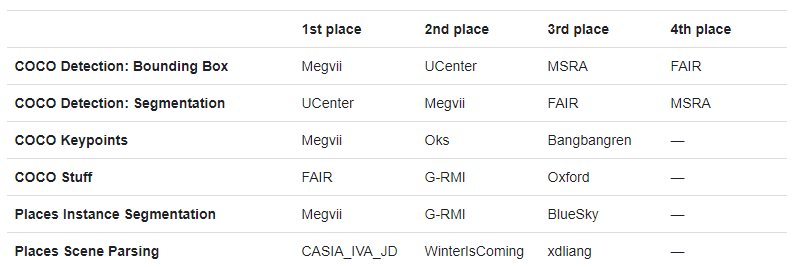 1st place 2nd place 3rd place 4th place
COCO Detection: Bounding Box Megvii UCenter MSRA FAIR
COCO Detection: Segmentation UCenter Megvii FAIR MSRA
COCO Keypoints Megvii Oks Bangbangren —
COCO Stuff FAIR G-RMI Oxford —
Places Instance Segmentation Megvii G-RMI BlueSky —
Places Scene Parsing CASIA_IVA_JD WinterIsComing xdliang —